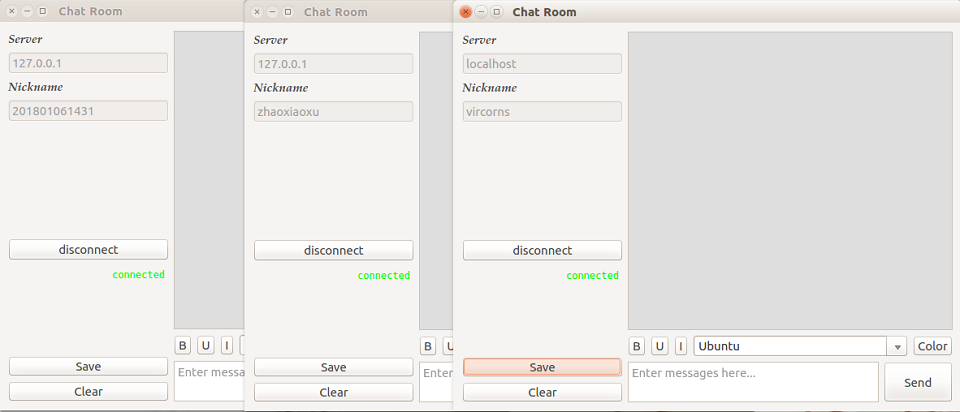 Chat Room
Server
127.0.0.1
Nickname
201801061431
disconnect
connected
B U I
Save
Enter messa
Clear
Chat Room
Server
127.0.0.1
Nickname
zhaoxiaoxu
disconnect
connected
B U
Save
Enter
Clear
Chat Room
Server
localhost
Nickname
vircorns
disconnect
connected
B U I Ubuntu Color
Save
Enter messages here...
Send
Clear